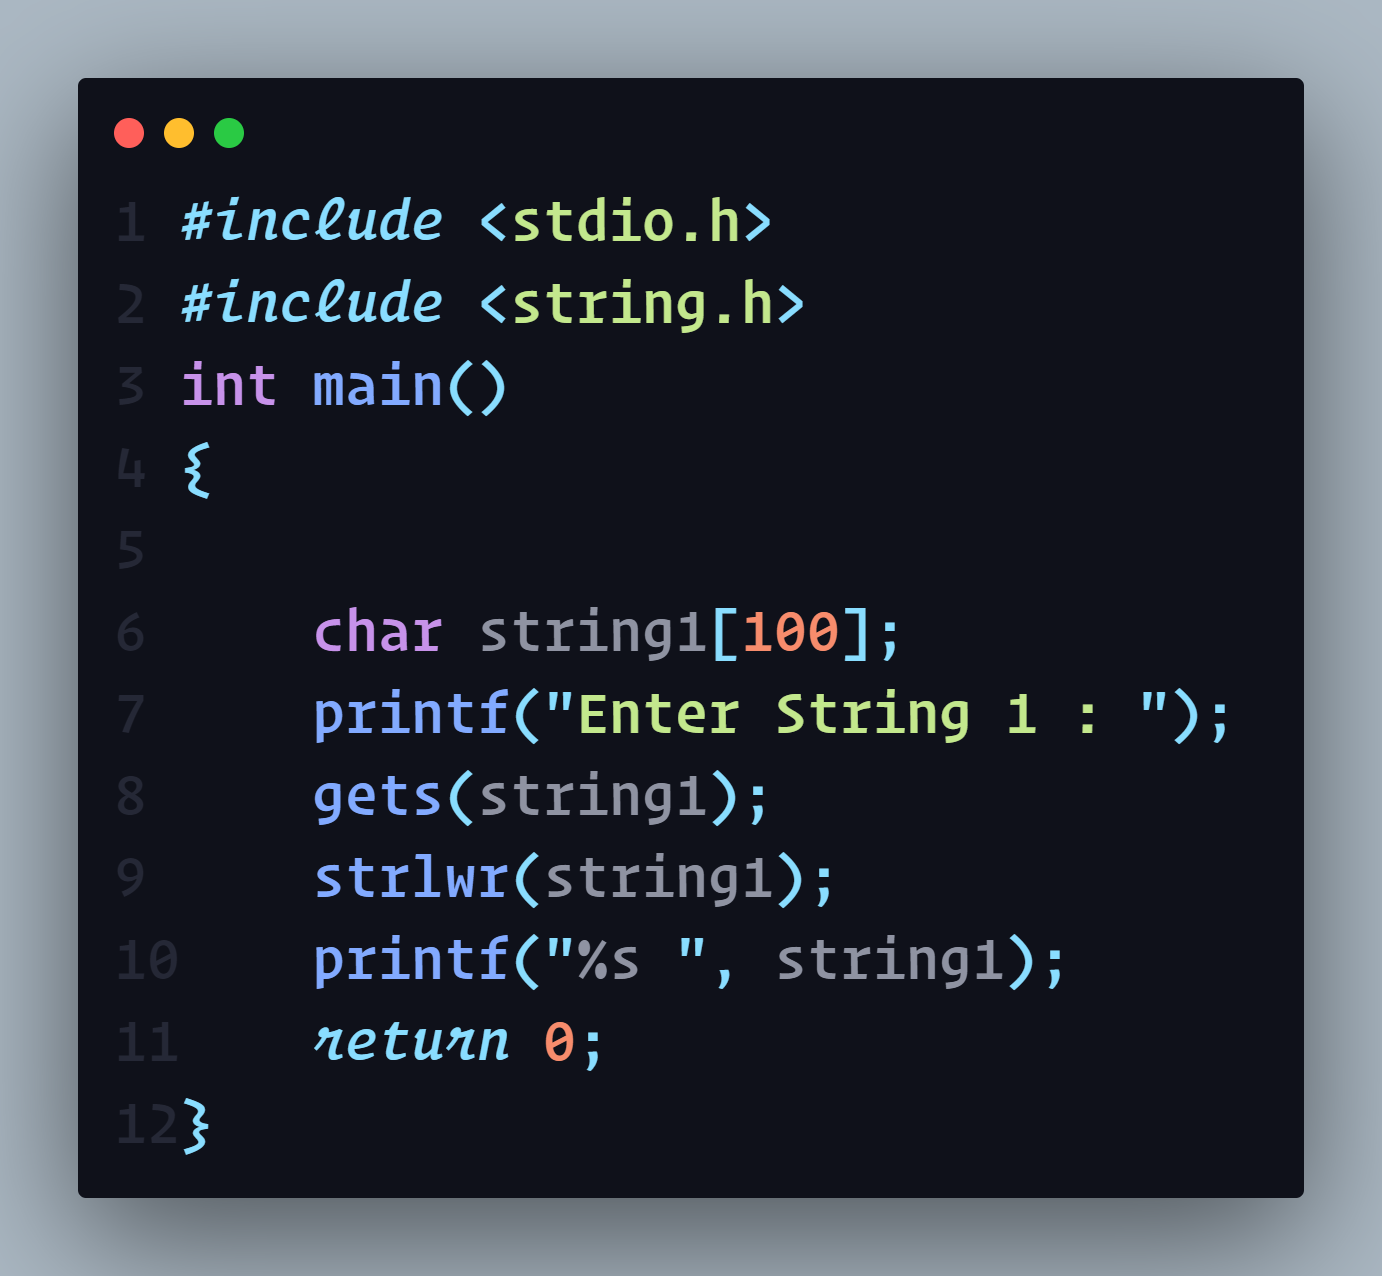 1 #include <stdio.h>
2 #include <string.h>
3 int main()
4 {
5
6     char string1[100];
7     printf("Enter String 1 : ");
8     gets(string1);
9     strlwr(string1);
10    printf("%s ", string1);
11    return 0;
12}